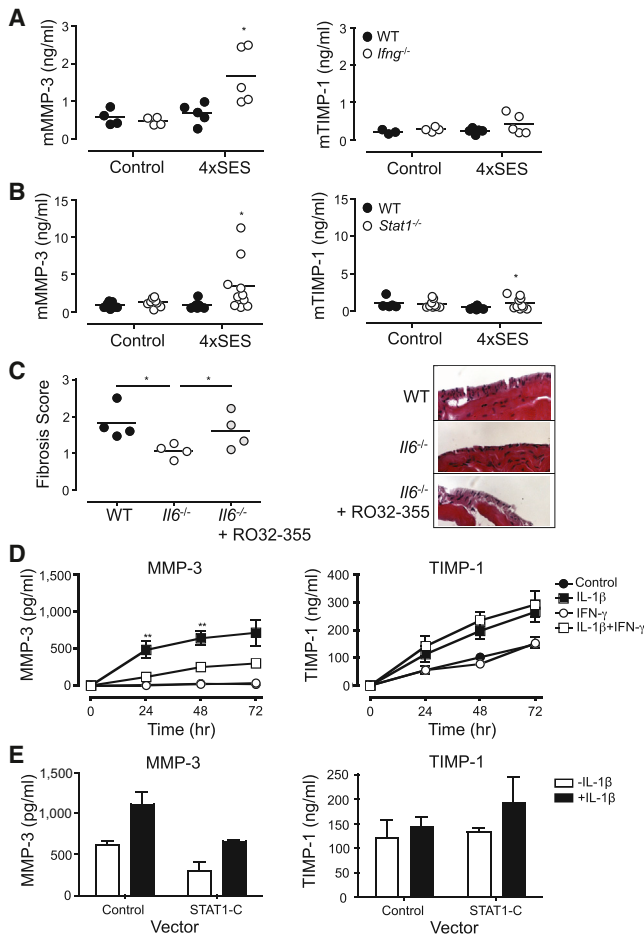 A
mMMP-3 (ng/ml)
3
2
1
0
*
Control
4xSES
mTIMP-1 (ng/ml)
3
2
1
0
WT
Ifng-/-
Control
4xSES
B
mMMP-3 (ng/ml)
15
10
5
0
*
Control
4xSES
mTIMP-1 (ng/ml)
15
10
5
0
WT
Stat1-/-
*
Control
4xSES
C
Fibrosis Score
3
2
1
0
* *
WT
Il6-/-
Il6-/-
+ RO32-355
WT
Il6-/-
Il6-/-
+ RO32-355
D
MMP-3
MMP-3 (pg/ml)
1,500
1,000
500
0
** **
0 24 48 72
Time (hr)
TIMP-1
TIMP-1 (ng/ml)
400
300
200
100
0
0 24 48 72
Time (hr)
Control
IL-1β
IFN-γ
IL-1β+IFN-γ
E
MMP-3
MMP-3 (pg/ml)
1,500
1,000
500
0
Control STAT1-C
Vector
TIMP-1
TIMP-1 (ng/ml)
250
200
150
100
50
0
Control STAT1-C
Vector
-IL-1β
+IL-1β